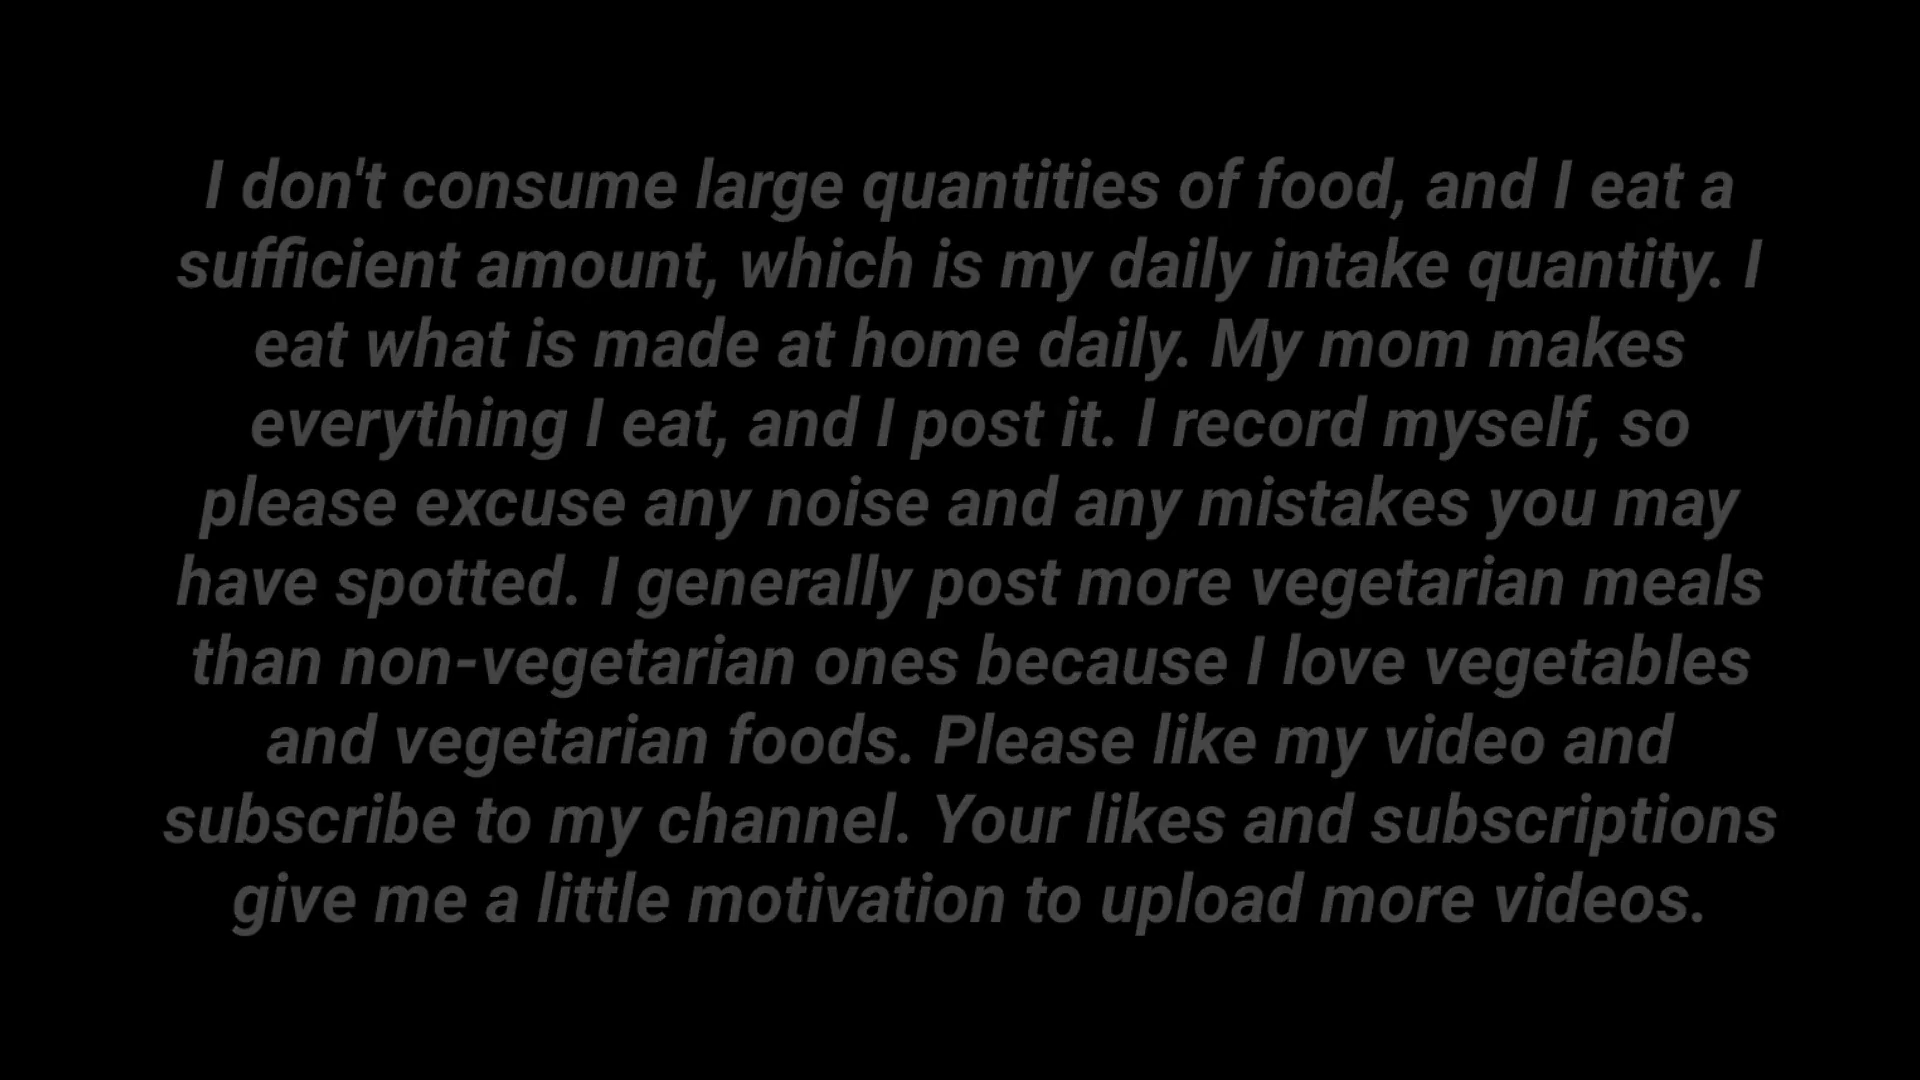 I don't consume large quantities of food, and I eat a
sufficient amount, which is my daily intake quantity. I
eat what is made at home daily. My mom makes
everything I eat, and I post it. I record myself, so
please excuse any noise and any mistakes you may
have spotted. I generally post more vegetarian meals
than non-vegetarian ones because I love vegetables
and vegetarian foods. Please like my video and
subscribe to my channel. Your likes and subscriptions
give me a little motivation to upload more videos.